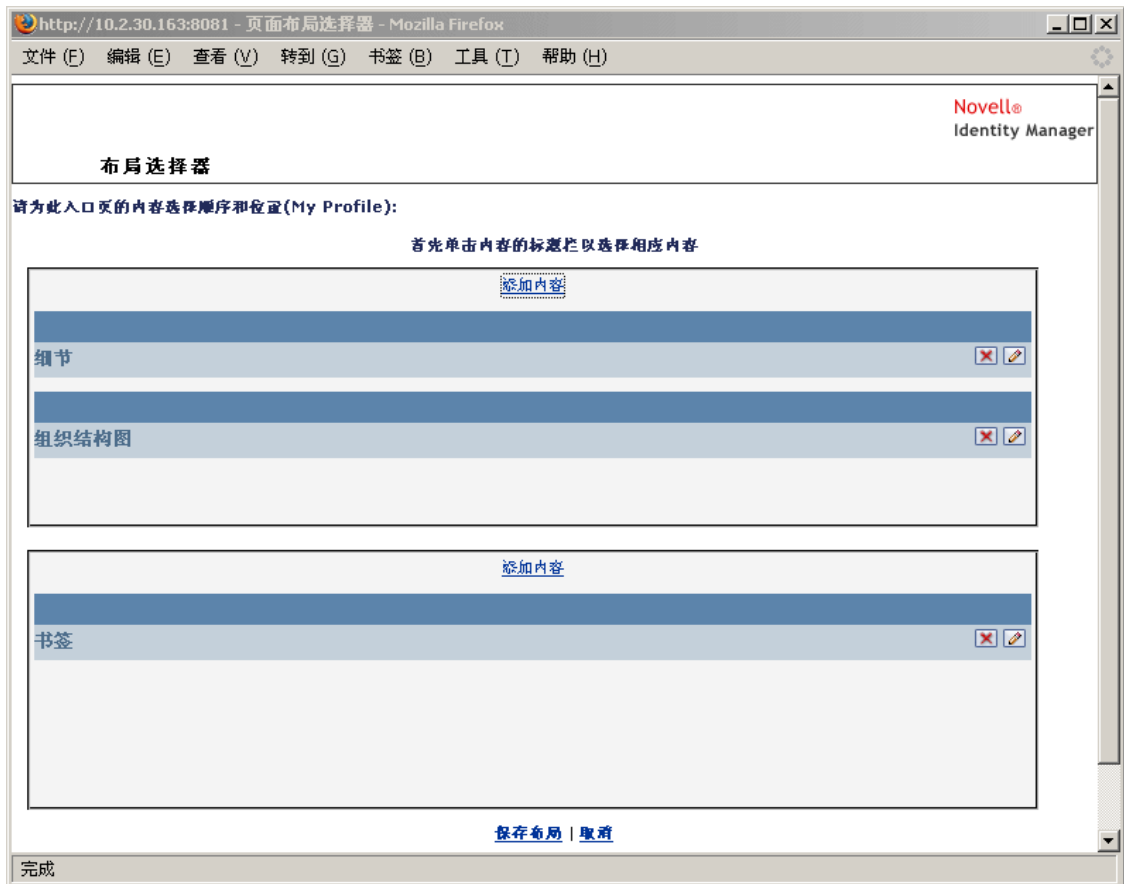 http://10.2.30.163:8081 - 页面布局选择器 - Mozilla Firefox
文件 (F) 编辑 (E) 查看 (V) 转到 (G) 书签 (B) 工具 (T) 帮助 (H)
Novell®
Identity Manager
布局选择器
请为此入口页的内容选择顺序和位置(My Profile):
首先单击内容的标题栏以选择相应内容
添加内容
细节
组织结构图
添加内容
书签
保存布局 | 取消
完成